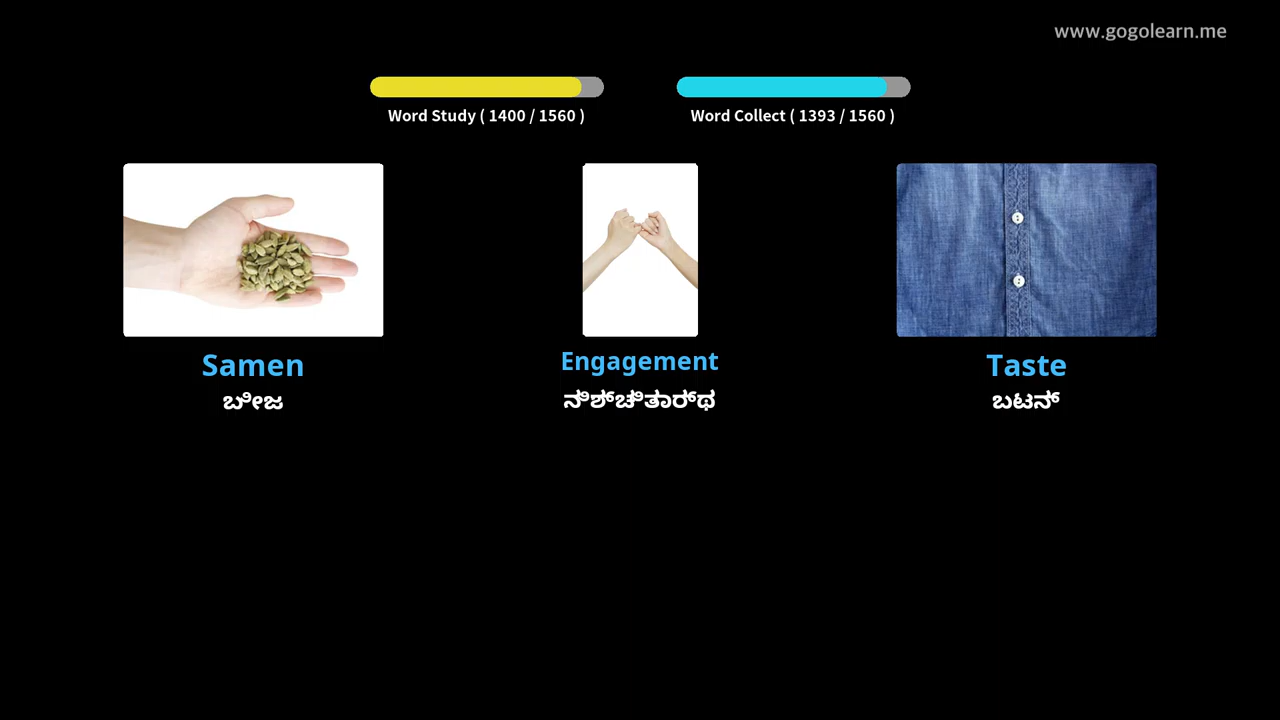 www.gogolearn.me
Word Study ( 1400 / 1560 )
Word Collect ( 1393 / 1560 )
Samen
Engagement
Taste
ಬೀಜ
ನಿಶ್ಚಿತಾರ್ಥ
ಬಟನ್